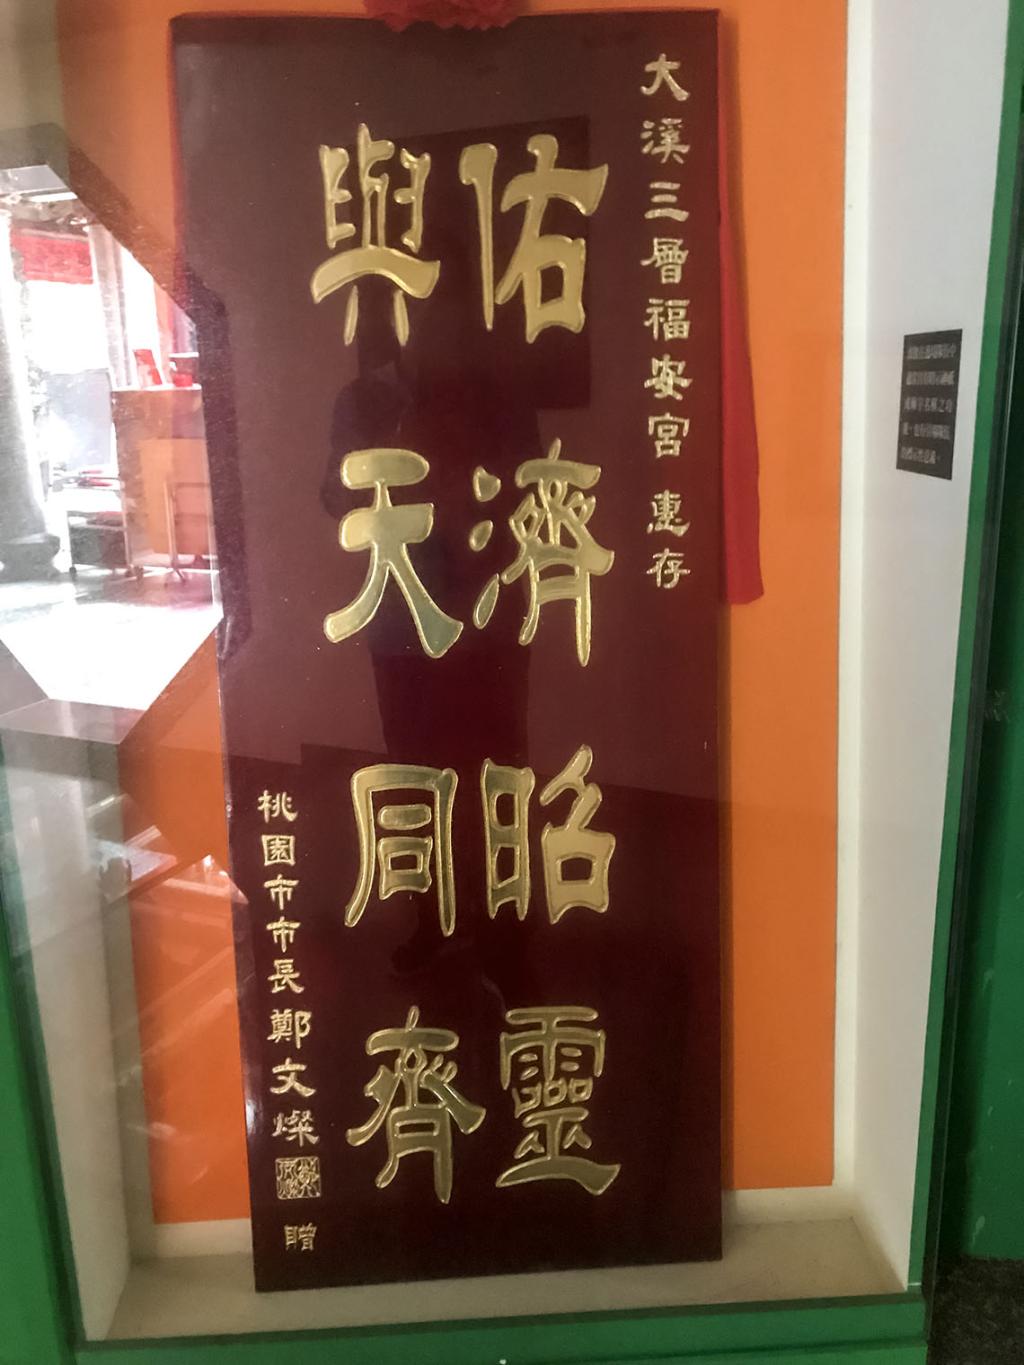 大溪三層福安宮 惠存
佑濟昭靈
與天同齊
桃園市市長鄭文燦 贈